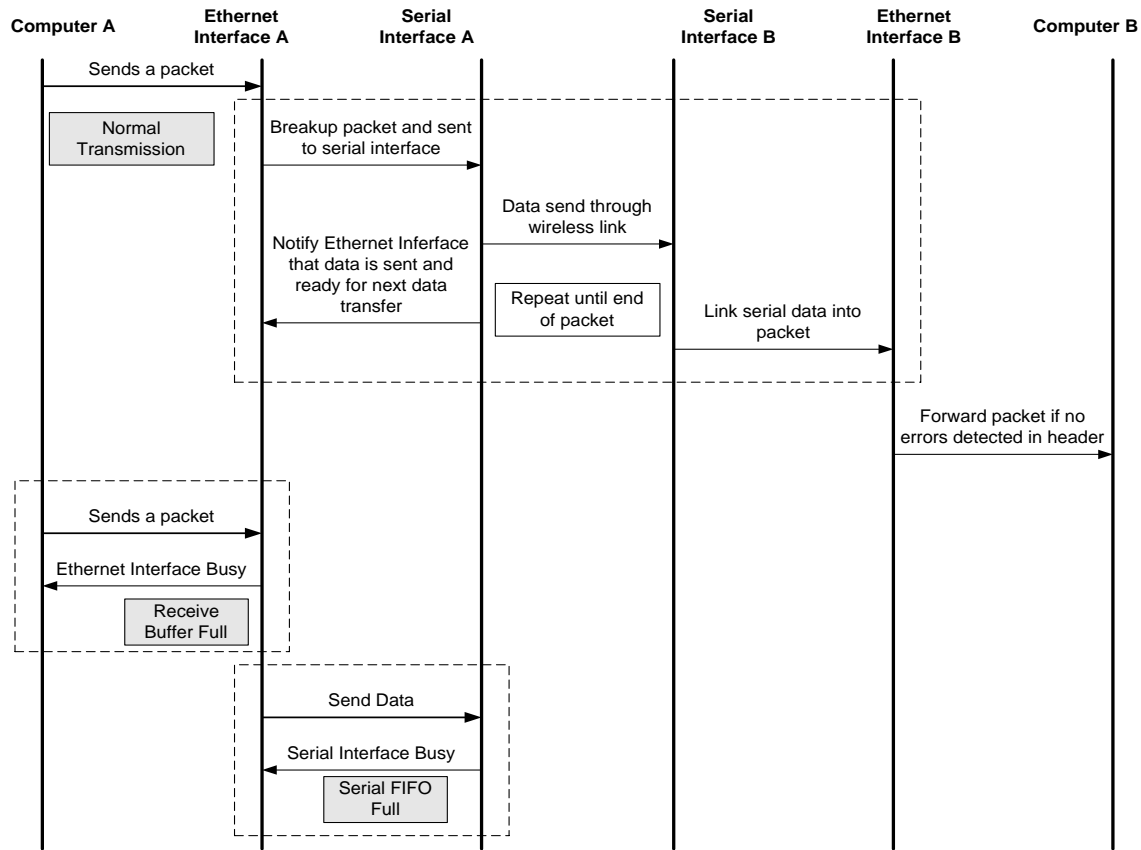 Computer A
Ethernet
Interface A
Serial
Interface A
Serial
Interface B
Ethernet
Interface B
Computer B
Sends a packet
Normal
Transmission
Breakup packet and sent
to serial interface
Data send through
wireless link
Notify Ethernet Inferface
that data is sent and
ready for next data
transfer
Repeat until end
of packet
Link serial data into
packet
Forward packet if no
errors detected in header
Sends a packet
Ethernet Interface Busy
Receive
Buffer Full
Send Data
Serial Interface Busy
Serial FIFO
Full